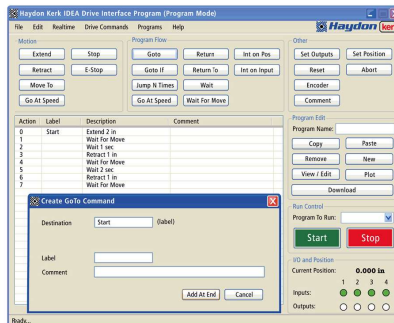 Haydon Kerk IDEA Drive Interface Program (Program Mode)
File Edit Realtime Drive Commands Programs Help
Haydon kerk
Motion
Extend Stop
Retract E-Stop
Move To
Go At Speed
Program Flow
Goto Return Int on Pos
Goto If Return To Int on Input
Jump N Times Wait
Go At Speed Wait For Move
Other
Set Outputs Set Position
Reset Abort
Encoder
Comment
Action Label Description Comment
0 Start Extend 2 in
1 Wait For Move
2 Wait 1 sec
3 Retract 1 in
4 Wait For Move
5 Wait 2 sec
6 Retract 1 in
7 Wait For Move
Program Edit
Program Name:
Copy Paste
Remove New
View / Edit Plot
Download
Run Control
Program To Run:
Start Stop
I/O and Position
Current Position: 0.000 in
1 2 3 4
Inputs:
Outputs:
Create GoTo Command
Destination Start (label)
Label
Comment
Add At End Cancel
Ready...